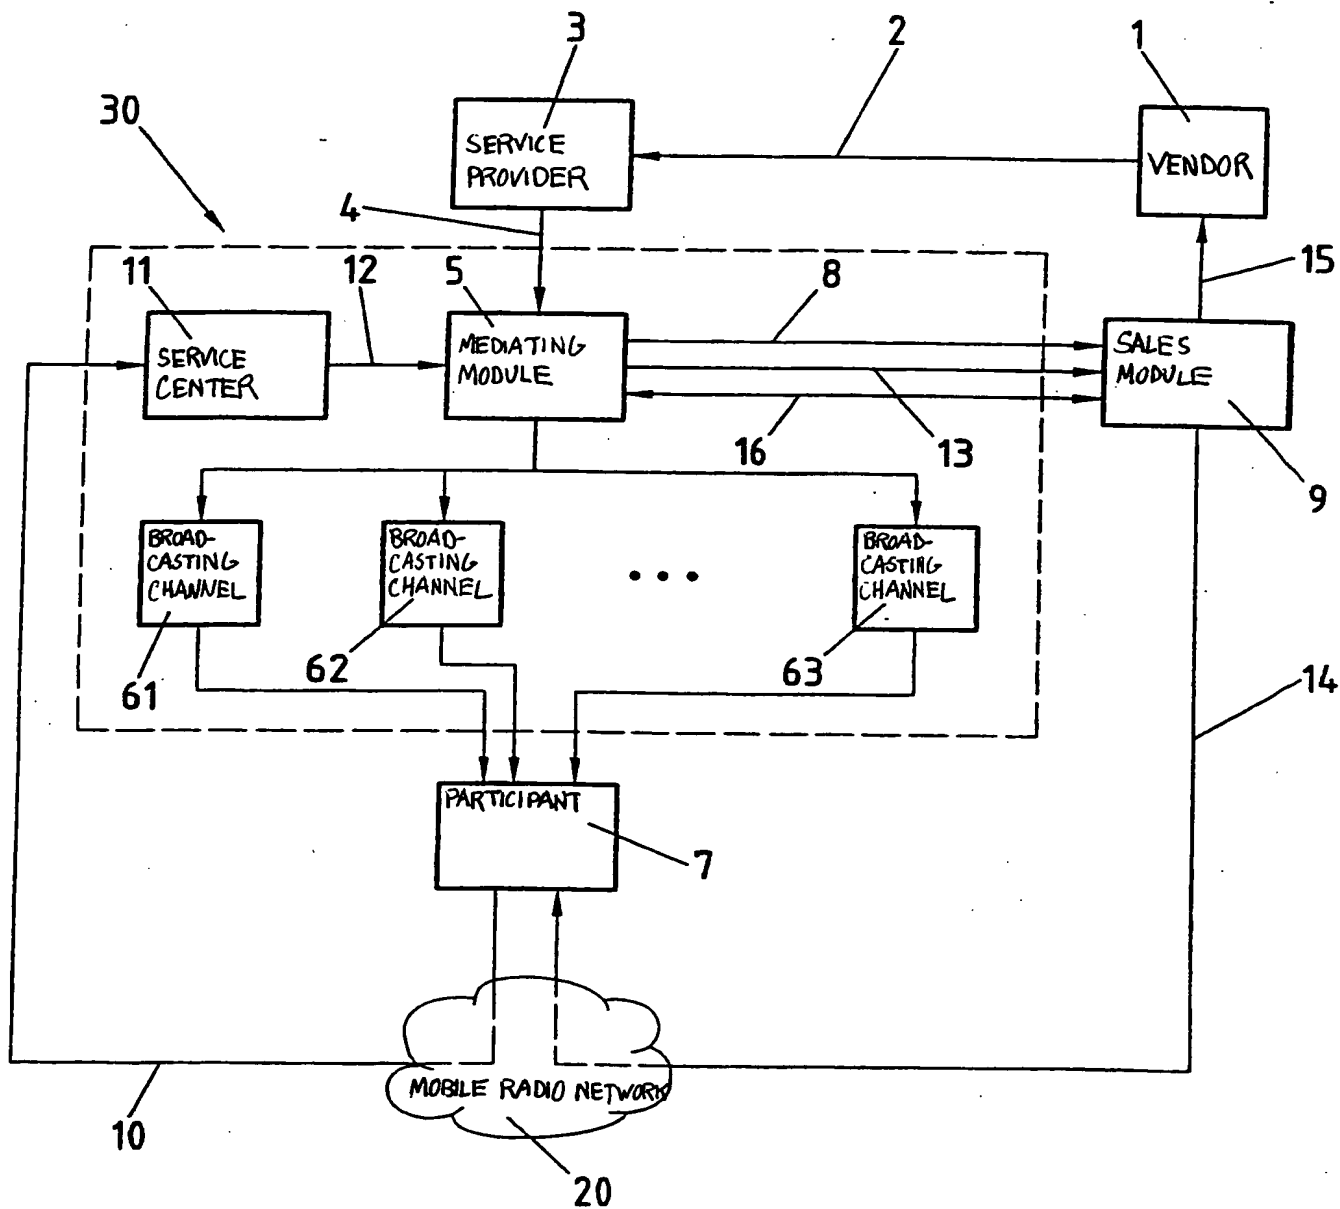 3
2
1
30
SERVICE
PROVIDER
VENDOR
4
15
11
12
5
8
SERVICE
CENTER
MEDIATING
MODULE
SALES
MODULE
16
13
9
BROAD-
CASTING
CHANNEL
BROAD-
CASTING
CHANNEL
BROAD-
CASTING
CHANNEL
61
62
63
14
PARTICIPANT
7
MOBILE RADIO NETWORK
10
20